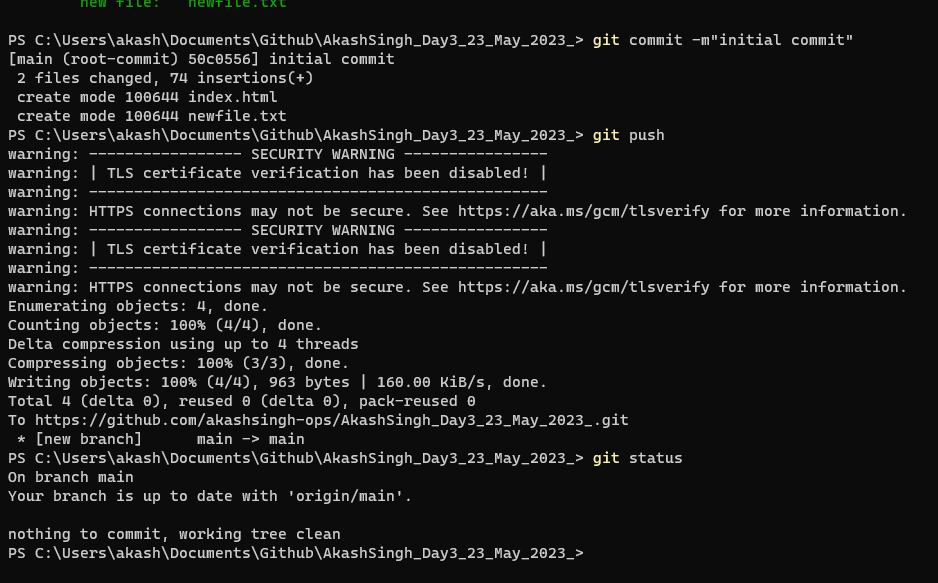 new file:   newfile.txt
PS C:\Users\akash\Documents\Github\AkashSingh_Day3_23_May_2023_> git commit -m"initial commit"
[main (root-commit) 50c0556] initial commit
 2 files changed, 74 insertions(+)
 create mode 100644 index.html
 create mode 100644 newfile.txt
PS C:\Users\akash\Documents\Github\AkashSingh_Day3_23_May_2023_> git push
warning: ----------------- SECURITY WARNING ----------------
warning: | TLS certificate verification has been disabled! |
warning: ---------------------------------------------------
warning: HTTPS connections may not be secure. See https://aka.ms/gcm/tlsverify for more information.
warning: ----------------- SECURITY WARNING ----------------
warning: | TLS certificate verification has been disabled! |
warning: ---------------------------------------------------
warning: HTTPS connections may not be secure. See https://aka.ms/gcm/tlsverify for more information.
Enumerating objects: 4, done.
Counting objects: 100% (4/4), done.
Delta compression using up to 4 threads
Compressing objects: 100% (3/3), done.
Writing objects: 100% (4/4), 963 bytes | 160.00 KiB/s, done.
Total 4 (delta 0), reused 0 (delta 0), pack-reused 0
To https://github.com/akashsingh-ops/AkashSingh_Day3_23_May_2023_.git
 * [new branch]      main -> main
PS C:\Users\akash\Documents\Github\AkashSingh_Day3_23_May_2023_> git status
On branch main
Your branch is up to date with 'origin/main'.
nothing to commit, working tree clean
PS C:\Users\akash\Documents\Github\AkashSingh_Day3_23_May_2023_>